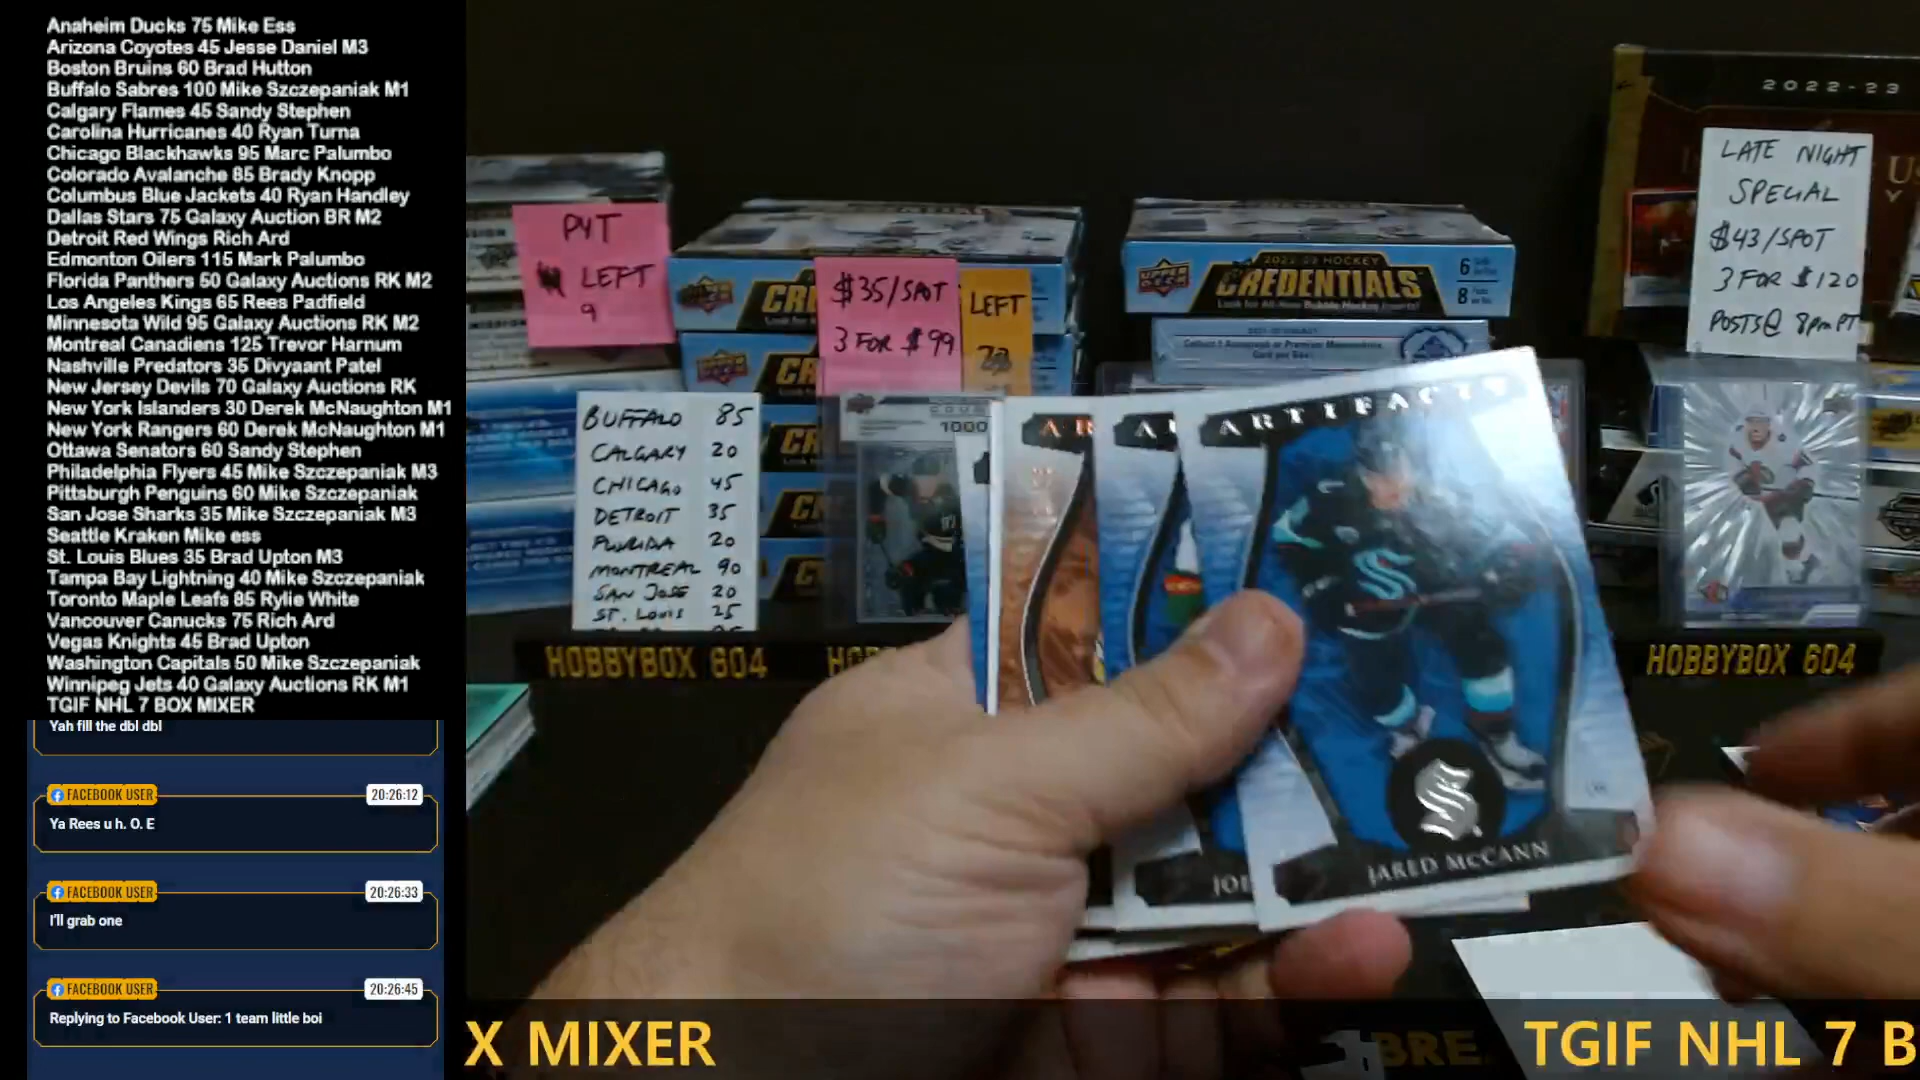 Anaheim Ducks 75 Mike Ess
Arizona Coyotes 45 Jesse Daniel M3
Boston Bruins 60 Brad Hutton
Buffalo Sabres 100 Mike Szczepaniak M1
Calgary Flames 45 Sandy Stephen
Carolina Hurricanes 40 Ryan Turna
Chicago Blackhawks 95 Marc Palumbo
Colorado Avalanche 85 Brady Knopp
Columbus Blue Jackets 40 Ryan Handley
Dallas Stars 75 Galaxy Auction BR M2
Detroit Red Wings Rich Ard
Edmonton Oilers 115 Mark Palumbo
Florida Panthers 50 Galaxy Auctions RK M2
Los Angeles Kings 65 Rees Padfield
Minnesota Wild 95 Galaxy Auctions RK M2
Montreal Canadiens 125 Trevor Harnum
Nashville Predators 35 Divyaant Patel
New Jersey Devils 70 Galaxy Auctions RK
New York Islanders 30 Derek McNaughton M1
New York Rangers 60 Derek McNaughton M1
Ottawa Senators 60 Sandy Stephen
Philadelphia Flyers 45 Mike Szczepaniak M3
Pittsburgh Penguins 60 Mike Szczepaniak
San Jose Sharks 35 Mike Szczepaniak M3
Seattle Kraken Mike ess
St. Louis Blues 35 Brad Upton M3
Tampa Bay Lightning 40 Mike Szczepaniak
Toronto Maple Leafs 85 Rylie White
Vancouver Canucks 75 Rich Ard
Vegas Knights 45 Brad Upton
Washington Capitals 50 Mike Szczepaniak
Winnipeg Jets 40 Galaxy Auctions RK M1
TGIF NHL 7 BOX MIXER
Yah fill the dbl dbl
FACEBOOK USER 20:26:12
Ya Rees u h. O. E
FACEBOOK USER 20:26:33
I'll grab one
FACEBOOK USER 20:26:45
Replying to Facebook User: 1 team little boi
PYT
LEFT
9
$35/SPOT
3 FOR $99
LEFT
UPPER DECK
2022-23 HOCKEY
CREDENTIALS
6
8
2022-23
LATE NIGHT
SPECIAL
$43/SPOT
3 FOR $120
POSTS@ 8pm PT
BUFFALO 85
CALGARY 20
CHICAGO 45
DETROIT 35
FLORIDA 20
MONTREAL 90
SAN JOSE 20
ST. LOUIS 25
1000
ARTIFACTS
JARED McCANN
HOBBYBOX 604
HOBBYBOX 604
X MIXER
TGIF NHL 7 B